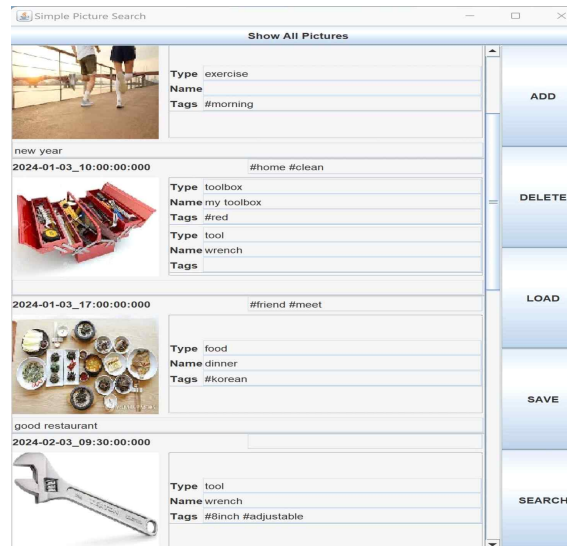 Simple Picture Search
Show All Pictures
Type exercise
Name
Tags #morning
new year
2024-01-03_10:00:00:000 #home #clean
Type toolbox
Name my toolbox
Tags #red
Type tool
Name wrench
Tags
2024-01-03_17:00:00:000 #friend #meet
Type food
Name dinner
Tags #korean
good restaurant
2024-02-03_09:30:00:000
Type tool
Name wrench
Tags #8inch #adjustable
ADD
DELETE
LOAD
SAVE
SEARCH